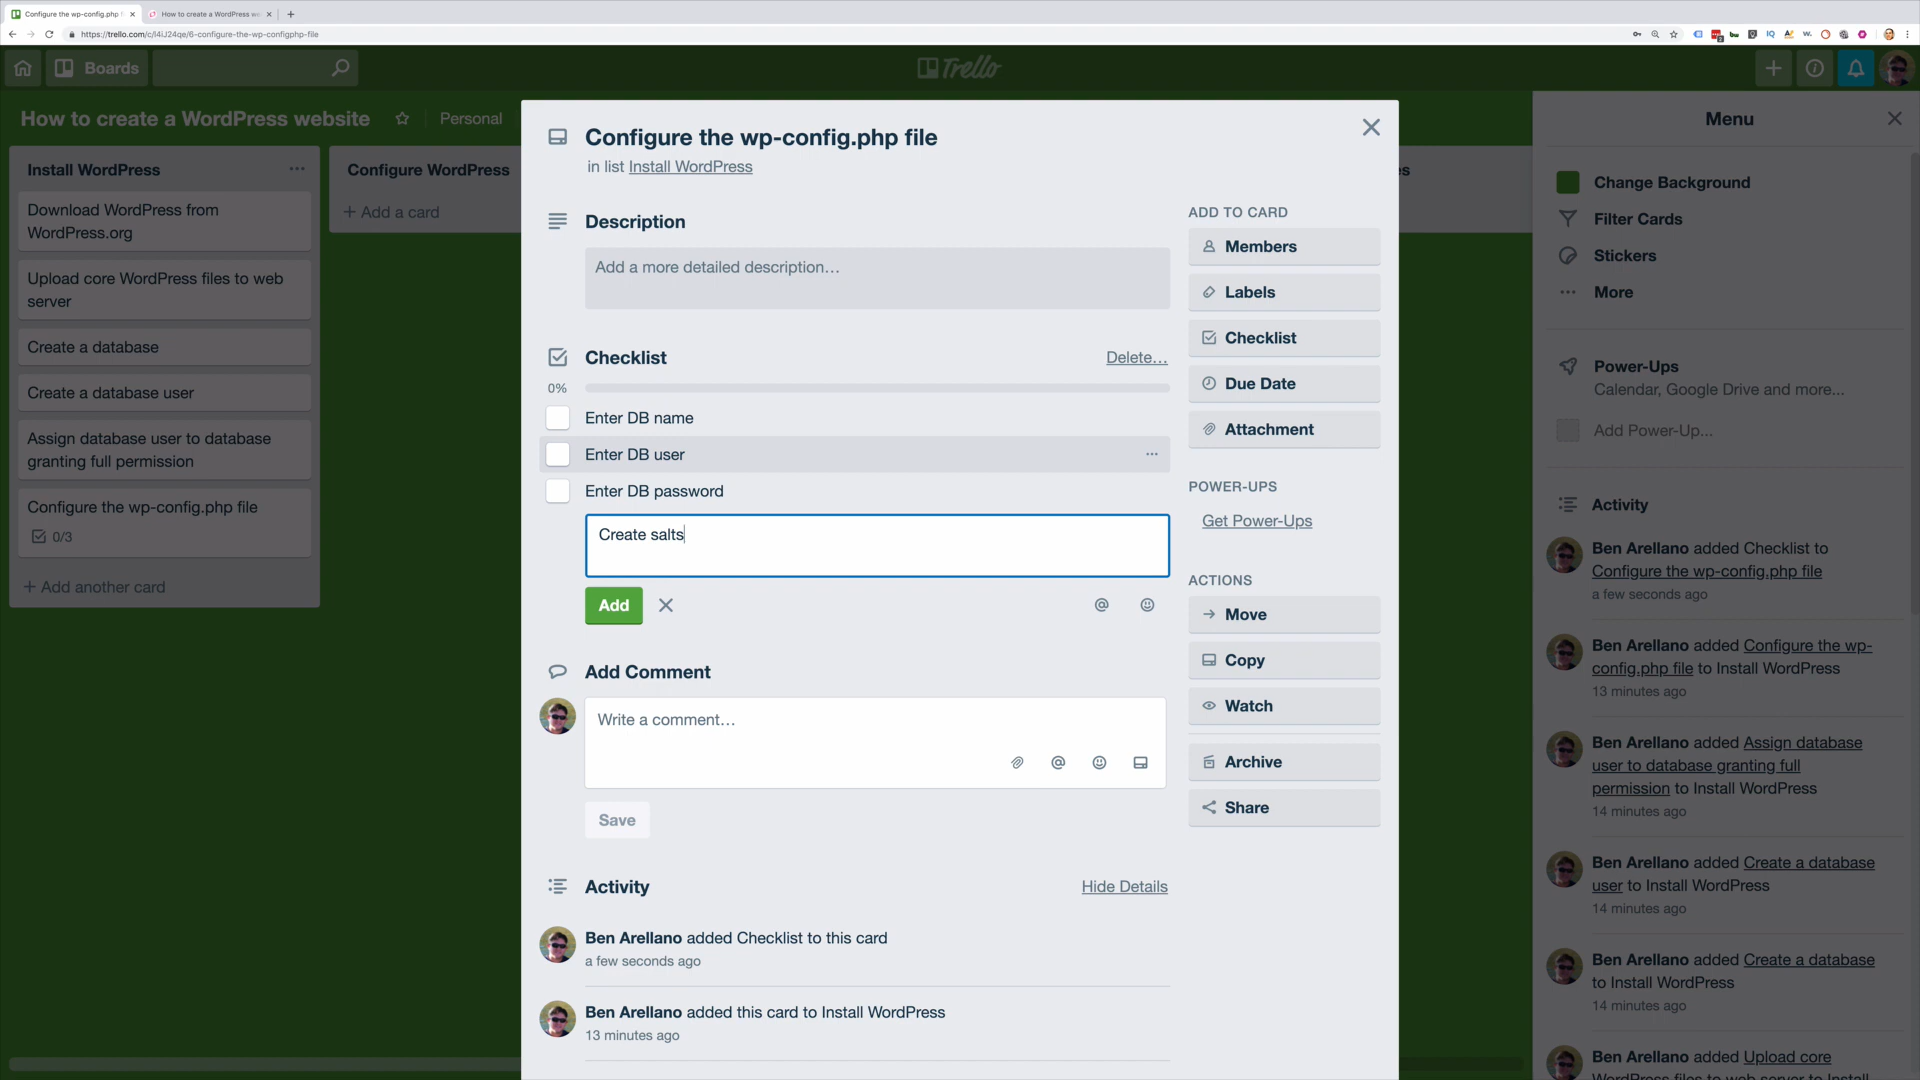 Configure the wp-config.php f
How to create a WordPress we
https://trello.com/c/l4iJ24qe/6-configure-the-wp-configphp-file
Boards
Trello
How to create a WordPress website
Personal
Install WordPress
Download WordPress from
WordPress.org
Upload core WordPress files to web
server
Create a database
Create a database user
Assign database user to database
granting full permission
Configure the wp-config.php file
0/3
+ Add another card
Configure WordPress
+ Add a card
Configure the wp-config.php file
in list Install WordPress
Description
Add a more detailed description…
Checklist
Delete…
0%
Enter DB name
Enter DB user
Enter DB password
Create salts
Add
Add Comment
Write a comment…
Save
Activity
Hide Details
Ben Arellano added Checklist to this card
a few seconds ago
Ben Arellano added this card to Install WordPress
13 minutes ago
ADD TO CARD
Members
Labels
Checklist
Due Date
Attachment
POWER-UPS
Get Power-Ups
ACTIONS
Move
Copy
Watch
Archive
Share
es
Menu
Change Background
Filter Cards
Stickers
More
Power-Ups
Calendar, Google Drive and more...
Add Power-Up...
Activity
Ben Arellano added Checklist to
Configure the wp-config.php file
a few seconds ago
Ben Arellano added Configure the wp-
config.php file to Install WordPress
13 minutes ago
Ben Arellano added Assign database
user to database granting full
permission to Install WordPress
14 minutes ago
Ben Arellano added Create a database
user to Install WordPress
14 minutes ago
Ben Arellano added Create a database
to Install WordPress
14 minutes ago
Ben Arellano added Upload core
WordPress files to web server to Install